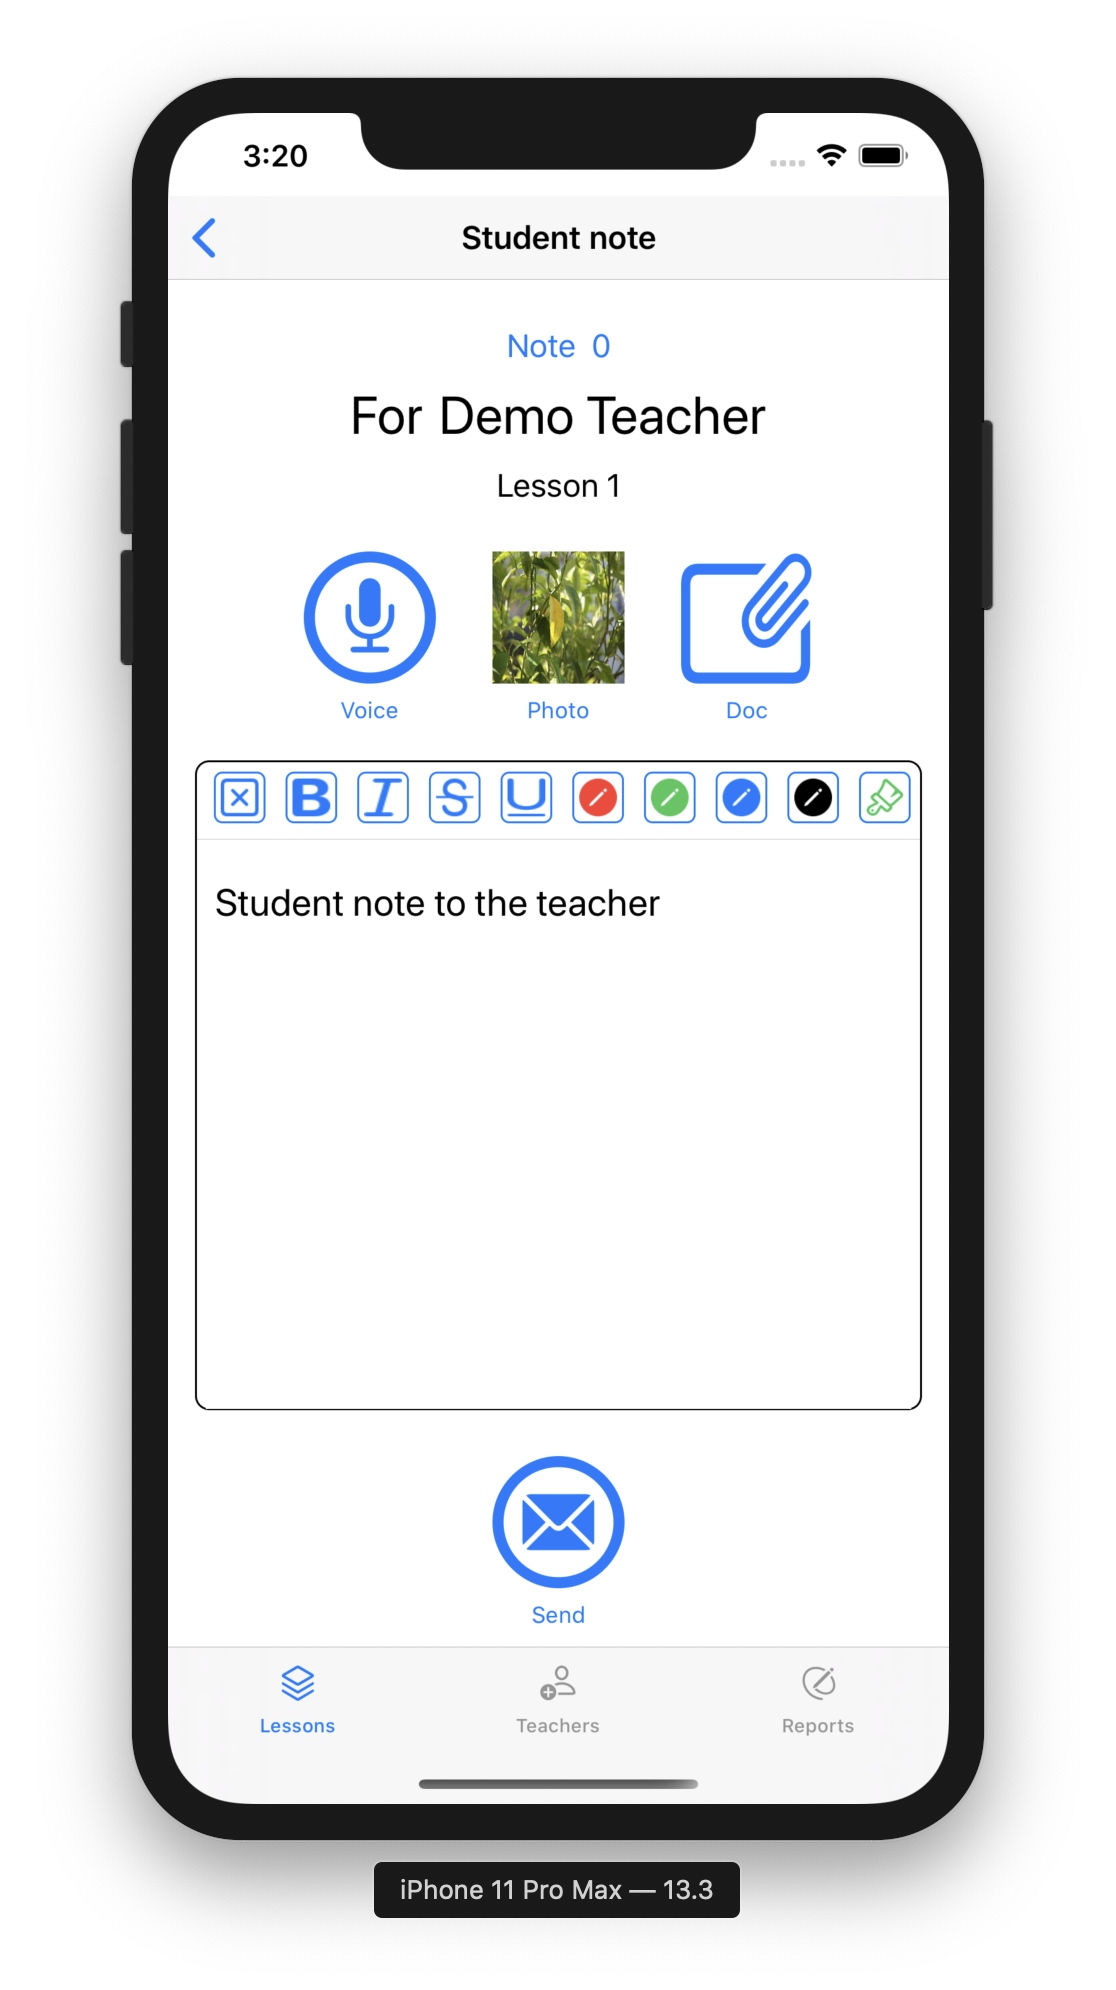 3:20
Student note
Note 0
For Demo Teacher
Lesson 1
Voice Photo Doc
B I S U
Student note to the teacher
Send
Lessons Teachers Reports
iPhone 11 Pro Max — 13.3